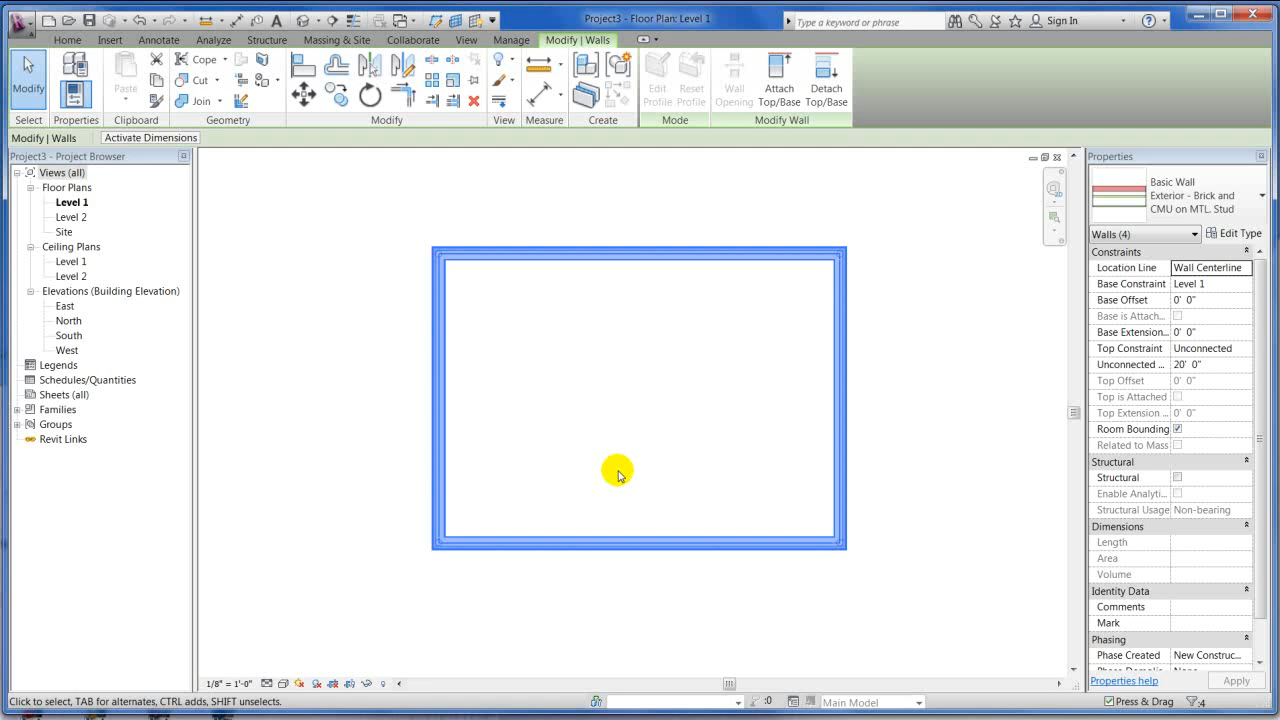 Project3 - Floor Plan: Level 1
Type a keyword or phrase
Sign In
Home Insert Annotate Analyze Structure Massing & Site Collaborate View Manage Modify | Walls
Modify
Select
Properties
Paste
Clipboard
Cope
Cut
Join
Geometry
Modify
View
Measure
Create
Edit Profile
Reset Profile
Mode
Wall Opening
Attach Top/Base
Detach Top/Base
Modify Wall
Modify | Walls
Activate Dimensions
Project3 - Project Browser
Views (all)
Floor Plans
Level 1
Level 2
Site
Ceiling Plans
Level 1
Level 2
Elevations (Building Elevation)
East
North
South
West
Legends
Schedules/Quantities
Sheets (all)
Families
Groups
Revit Links
1/8" = 1'-0"
Properties
Basic Wall
Exterior - Brick and
CMU on MTL. Stud
Walls (4)
Edit Type
Constraints
Location Line Wall Centerline
Base Constraint Level 1
Base Offset 0' 0"
Base is Attach...
Base Extension... 0' 0"
Top Constraint Unconnected
Unconnected ... 20' 0"
Top Offset 0' 0"
Top is Attached
Top Extension ... 0' 0"
Room Bounding
Related to Mass
Structural
Structural
Enable Analyti...
Structural Usage Non-bearing
Dimensions
Length
Area
Volume
Identity Data
Comments
Mark
Phasing
Phase Created New Construc...
Properties help
Apply
Click to select, TAB for alternates, CTRL adds, SHIFT unselects.
:0
Main Model
Press & Drag
:4